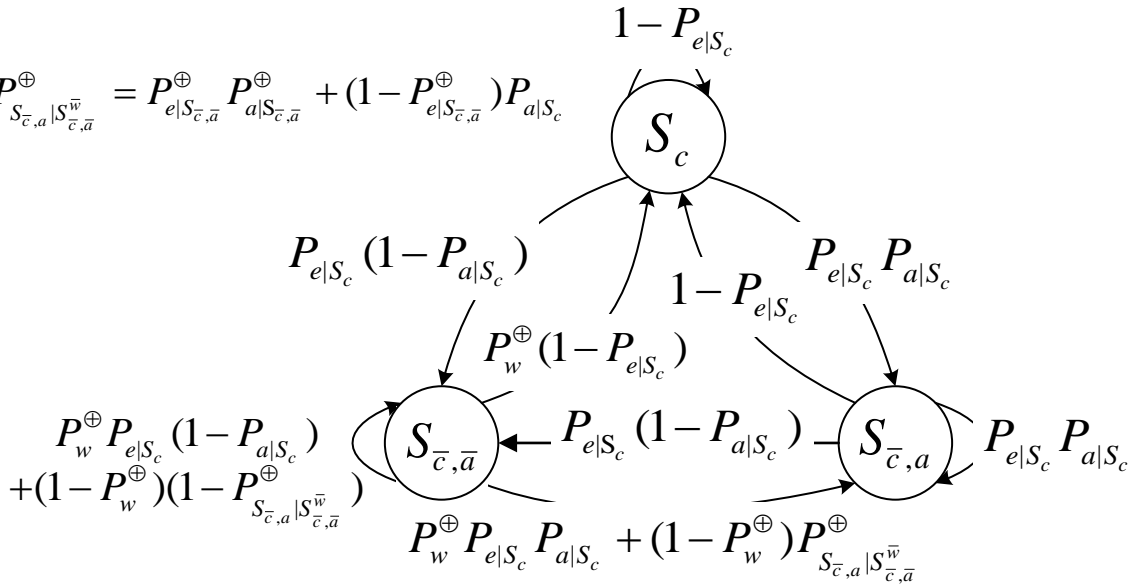 1−P_{e|S_c}
P^⊕_{S_{c̅,a}|S^{w̅}_{c̅,a̅}} = P^⊕_{e|S_{c̅,a̅}} P^⊕_{a|S_{c̅,a̅}} + (1−P^⊕_{e|S_{c̅,a̅}})P_{a|S_c}
S_c
P_{e|S_c}(1−P_{a|S_c})
P_{e|S_c} P_{a|S_c}
1−P_{e|S_c}
P^⊕_w(1−P_{e|S_c})
P^⊕_w P_{e|S_c}(1−P_{a|S_c})
+(1−P^⊕_w)(1−P^⊕_{S_{c̅,a}|S^{w̅}_{c̅,a̅}})
S_{c̅,a̅}
P_{e|S_c}(1−P_{a|S_c})
S_{c̅,a}
P_{e|S_c} P_{a|S_c}
P^⊕_w P_{e|S_c} P_{a|S_c} + (1−P^⊕_w)P^⊕_{S_{c̅,a}|S^{w̅}_{c̅,a̅}}